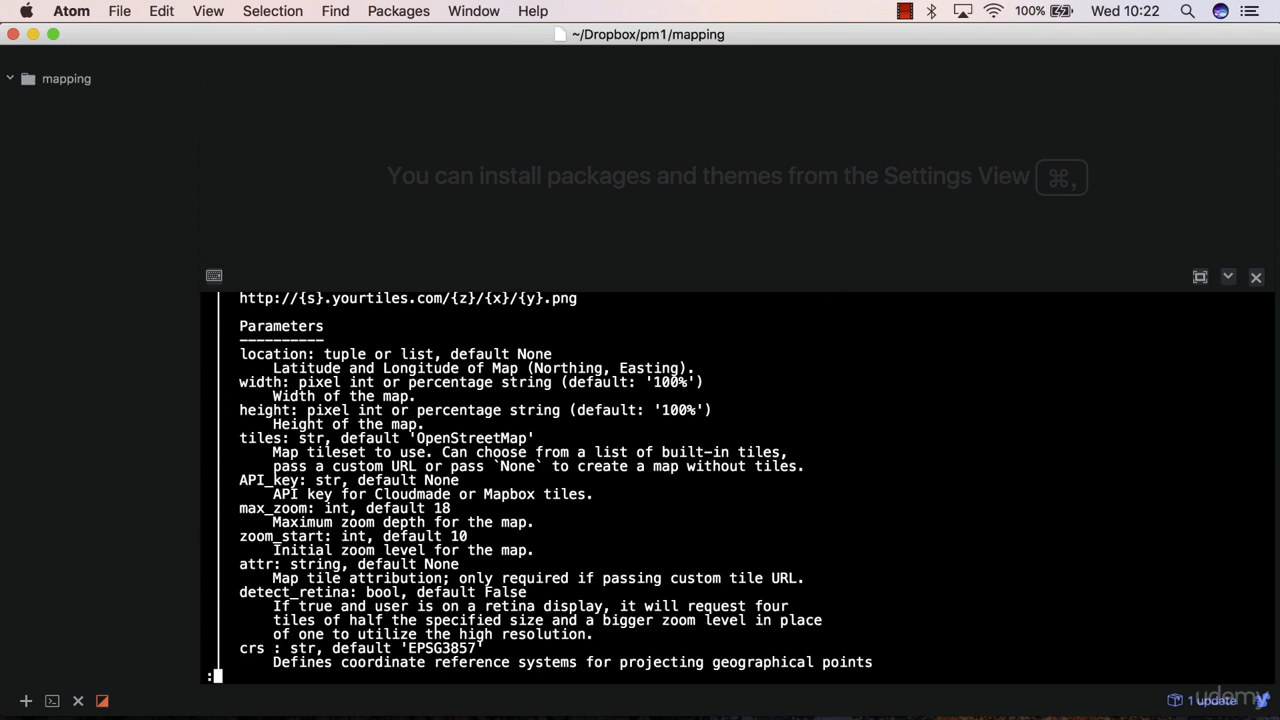 Atom File Edit View Selection Find Packages Window Help 100% Wed 10:22
~/Dropbox/pm1/mapping
mapping
You can install packages and themes from the Settings View ⌘,
http://{s}.yourtiles.com/{z}/{x}/{y}.png
Parameters
----------
location: tuple or list, default None
Latitude and Longitude of Map (Northing, Easting).
width: pixel int or percentage string (default: '100%')
Width of the map.
height: pixel int or percentage string (default: '100%')
Height of the map.
tiles: str, default 'OpenStreetMap'
Map tileset to use. Can choose from a list of built-in tiles,
pass a custom URL or pass `None` to create a map without tiles.
API_key: str, default None
API key for Cloudmade or Mapbox tiles.
max_zoom: int, default 18
Maximum zoom depth for the map.
zoom_start: int, default 10
Initial zoom level for the map.
attr: string, default None
Map tile attribution; only required if passing custom tile URL.
detect_retina: bool, default False
If true and user is on a retina display, it will request four
tiles of half the specified size and a bigger zoom level in place
of one to utilize the high resolution.
crs : str, default 'EPSG3857'
Defines coordinate reference systems for projecting geographical points
:
1 update
udemy